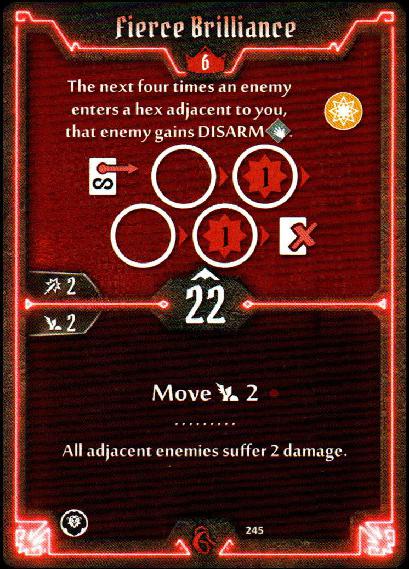 Fierce Brilliance
6
The next four times an enemy
enters a hex adjacent to you,
that enemy gains DISARM.
1
1
2
22
2
Move 2
All adjacent enemies suffer 2 damage.
245